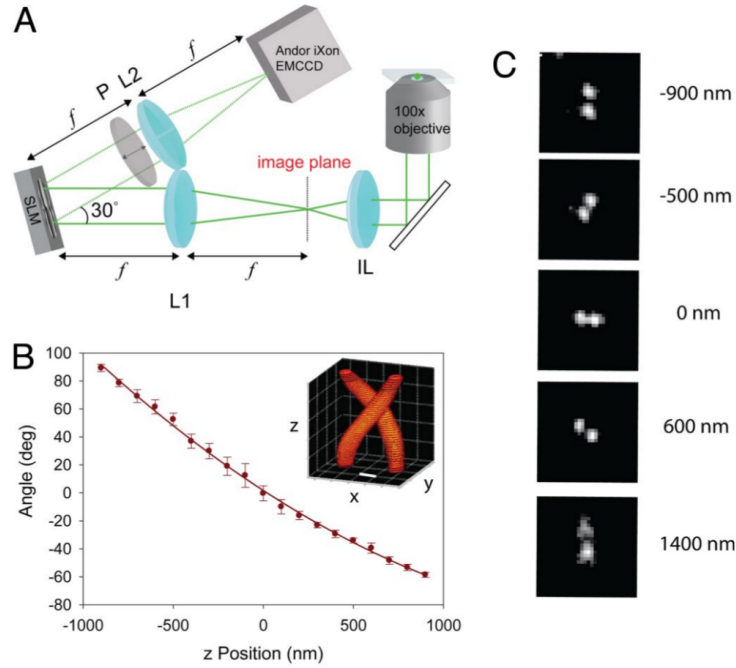 A
f
P L2
Andor iXon
EMCCD
f
100x
objective
image plane
SLM
30°
f
f
IL
L1
B
100
80
60
40
20
0
-20
-40
-60
-80
Angle (deg)
-1000
-500
0
500
1000
z Position (nm)
z
x
y
C
-900 nm
-500 nm
0 nm
600 nm
1400 nm